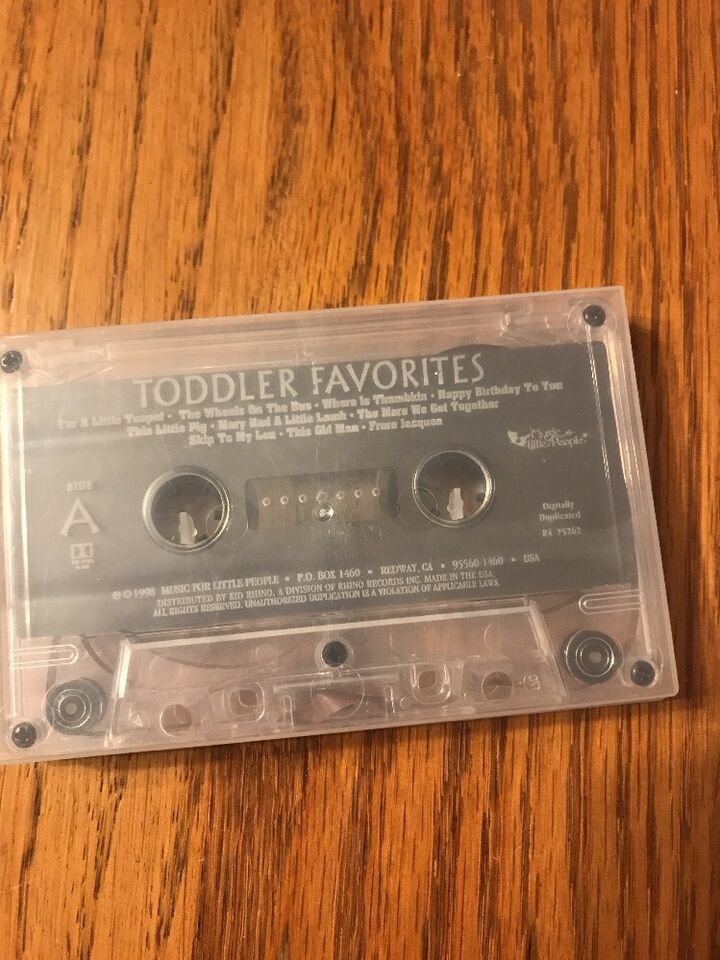 TODDLER FAVORITES
I'm A Little Teapot • The Wheels On The Bus • Where Is Thumbkin • Happy Birthday To You
This Little Pig • Mary Had A Little Lamb • The More We Get Together
Skip To My Lou • This Old Man • Frere Jacques
Music for
Little People
SIDE
A
Digitally
Duplicated
R4 75262
℗©1998 MUSIC FOR LITTLE PEOPLE • P.O. BOX 1460 • REDWAY, CA • 95560-1460 • USA
DISTRIBUTED BY KID RHINO, A DIVISION OF RHINO RECORDS INC. MADE IN THE USA
ALL RIGHTS RESERVED. UNAUTHORIZED DUPLICATION IS A VIOLATION OF APPLICABLE LAWS.